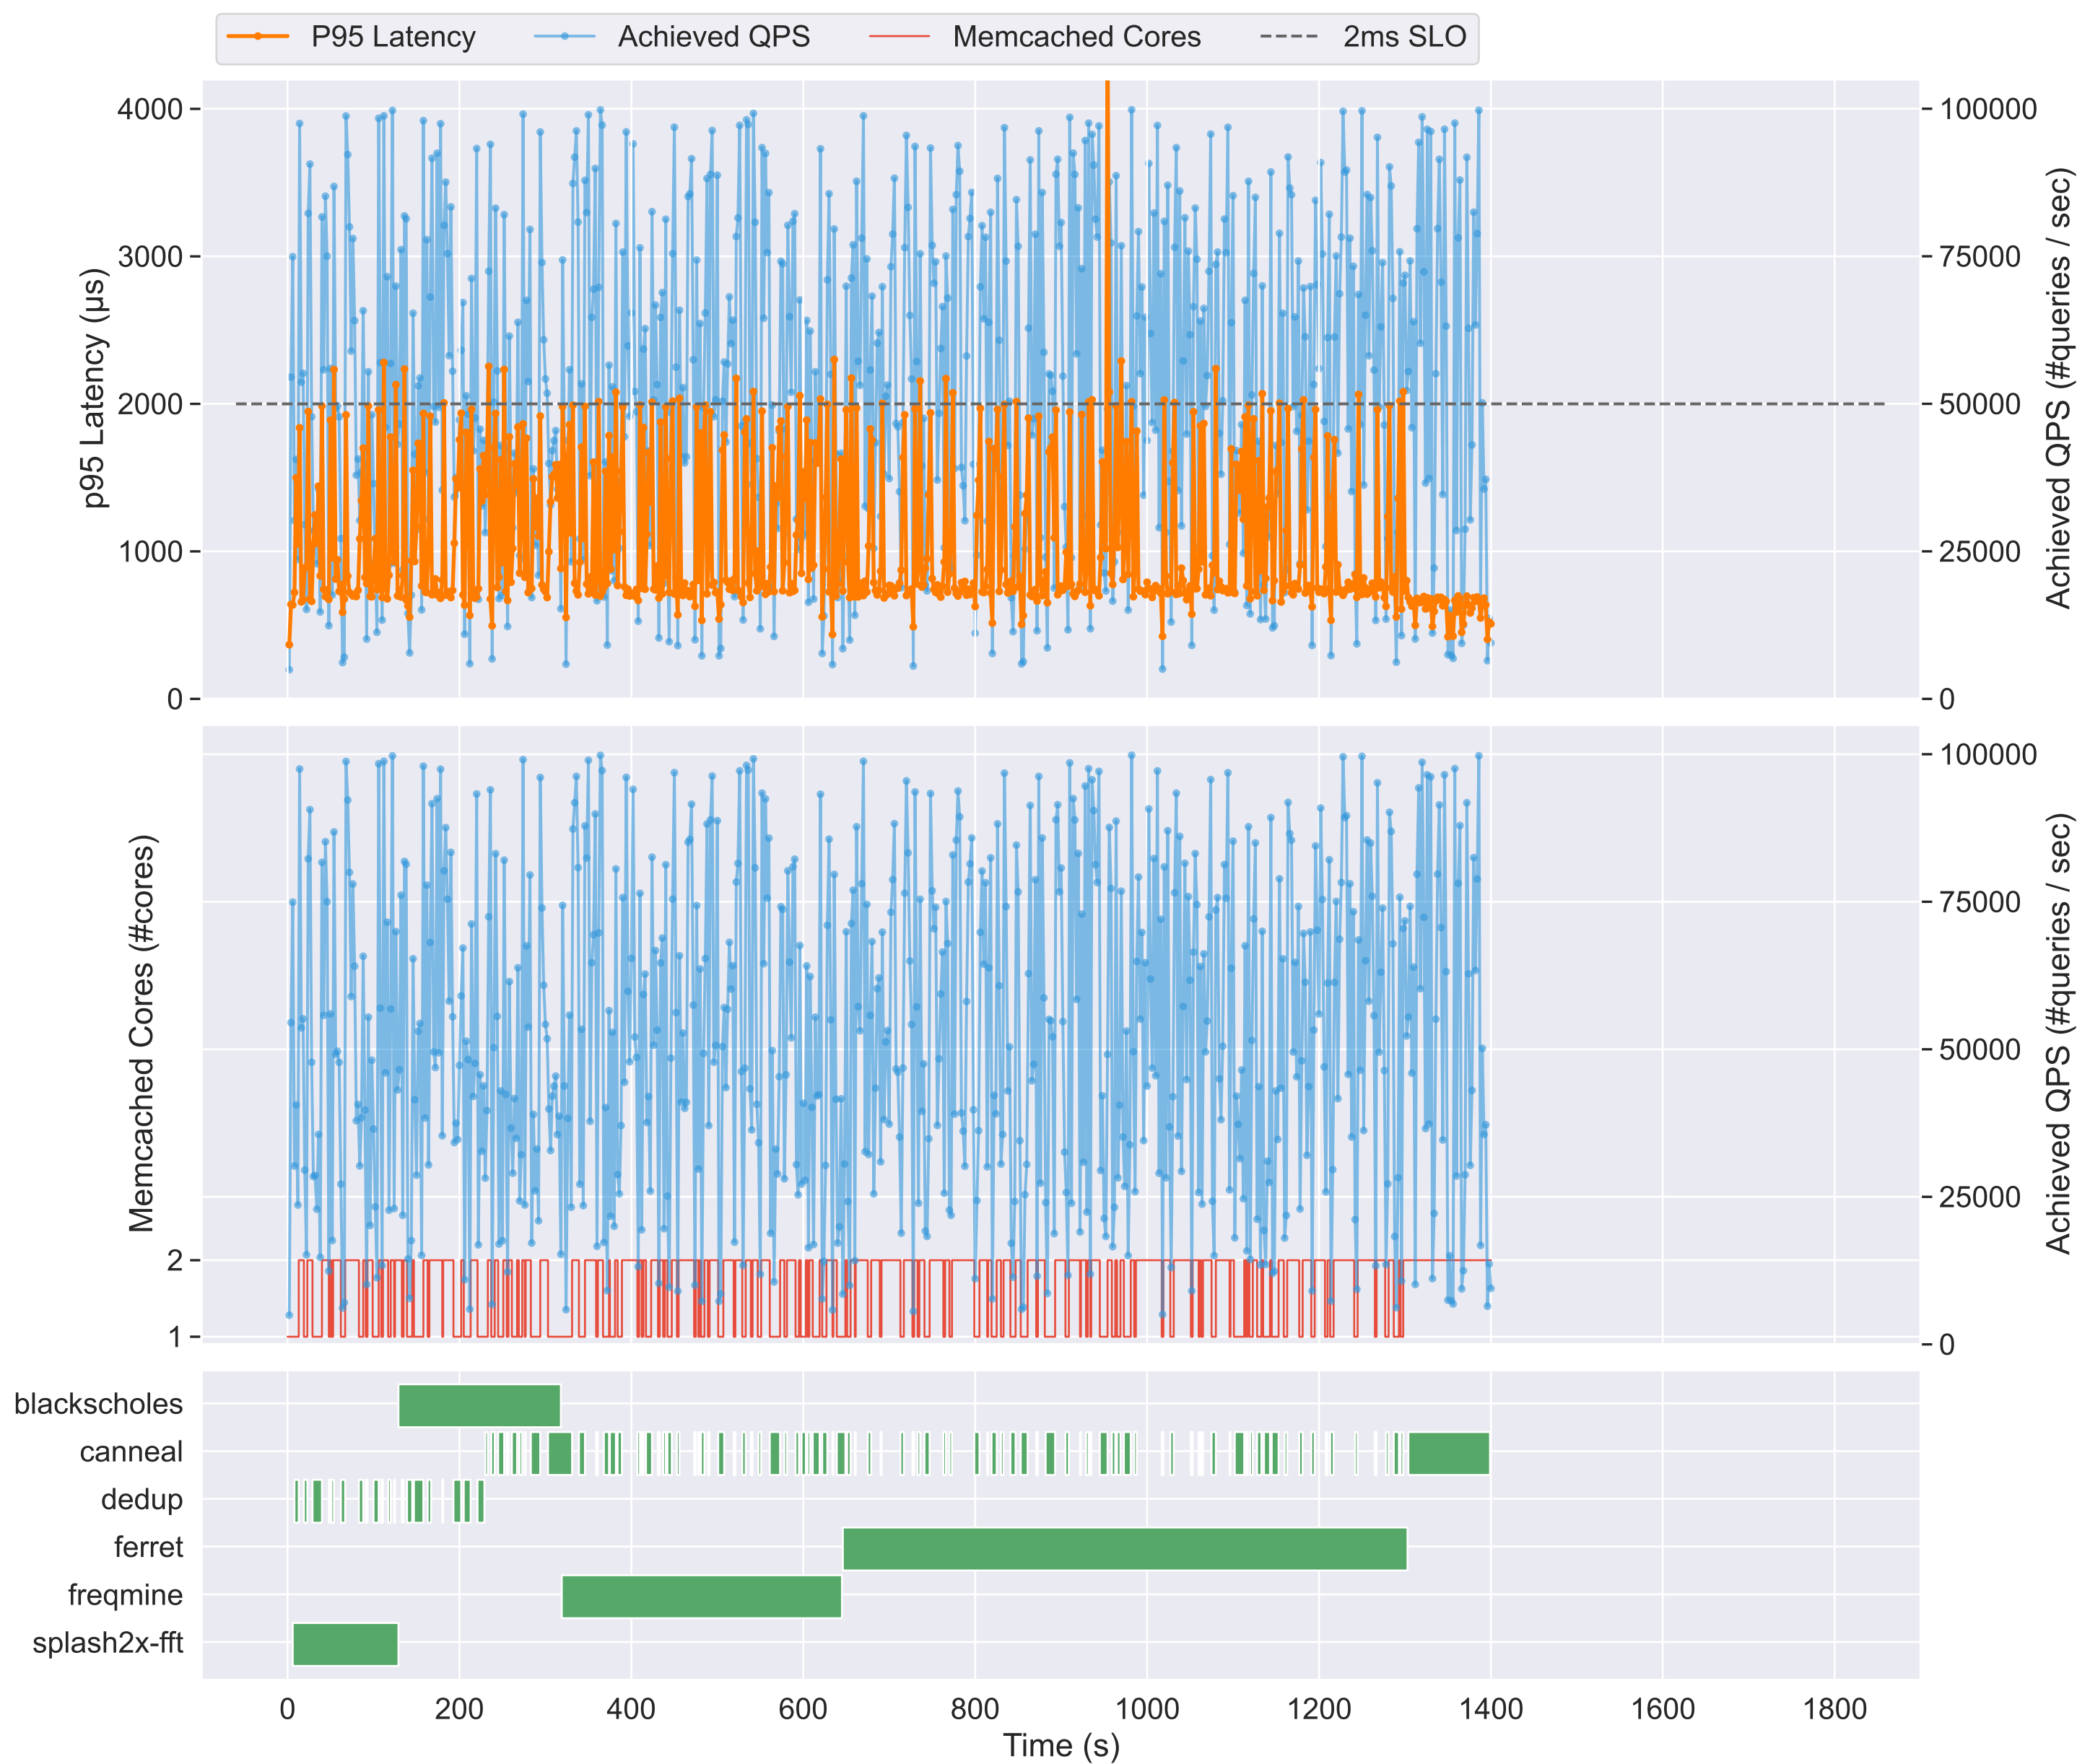 P95 Latency Achieved QPS Memcached Cores 2ms SLO
4000
3000
2000
1000
0
p95 Latency (µs)
100000
75000
50000
25000
0
Achieved QPS (#queries / sec)
Memcached Cores (#cores)
2
1
100000
75000
50000
25000
0
Achieved QPS (#queries / sec)
blackscholes
canneal
dedup
ferret
freqmine
splash2x-fft
0 200 400 600 800 1000 1200 1400 1600 1800
Time (s)